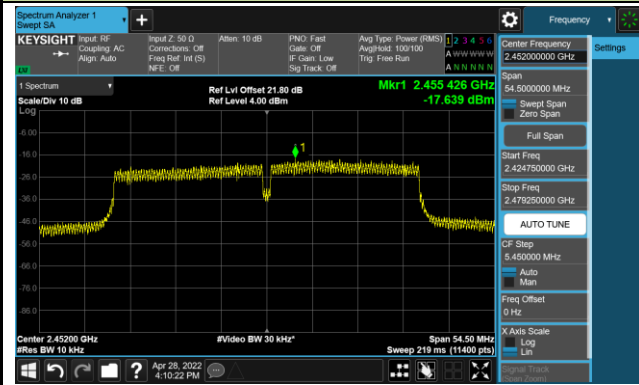 Spectrum Analyzer 1
Swept SA
Frequency
KEYSIGHT
Input: RF
Coupling: AC
Align: Auto
Input Z: 50 Ω
Corrections: Off
Freq Ref: Int (S)
NFE: Off
Atten: 10 dB
PNO: Fast
Gate: Off
IF Gain: Low
Sig Track: Off
Avg Type: Power (RMS)
Avg|Hold: 100/100
Trig: Free Run
1 2 3 4 5 6
A W W W W W
A N N N N N
Center Frequency
2.452000000 GHz
Settings
Span
54.5000000 MHz
Swept Span
Zero Span
Full Span
Start Freq
2.424750000 GHz
Stop Freq
2.479250000 GHz
AUTO TUNE
CF Step
5.450000 MHz
Auto
Man
Freq Offset
0 Hz
X Axis Scale
Log
Lin
Signal Track
(Span Zoom)
1 Spectrum
Scale/Div 10 dB
Log
Ref Lvl Offset 21.80 dB
Ref Level 4.00 dBm
Mkr1 2.455 426 GHz
-17.639 dBm
1
-6.00
-16.0
-26.0
-36.0
-46.0
-56.0
-66.0
-76.0
-86.0
Center 2.45200 GHz
#Res BW 10 kHz
#Video BW 30 kHz*
Span 54.50 MHz
Sweep 219 ms (11400 pts)
?
Apr 28, 2022
4:10:22 PM